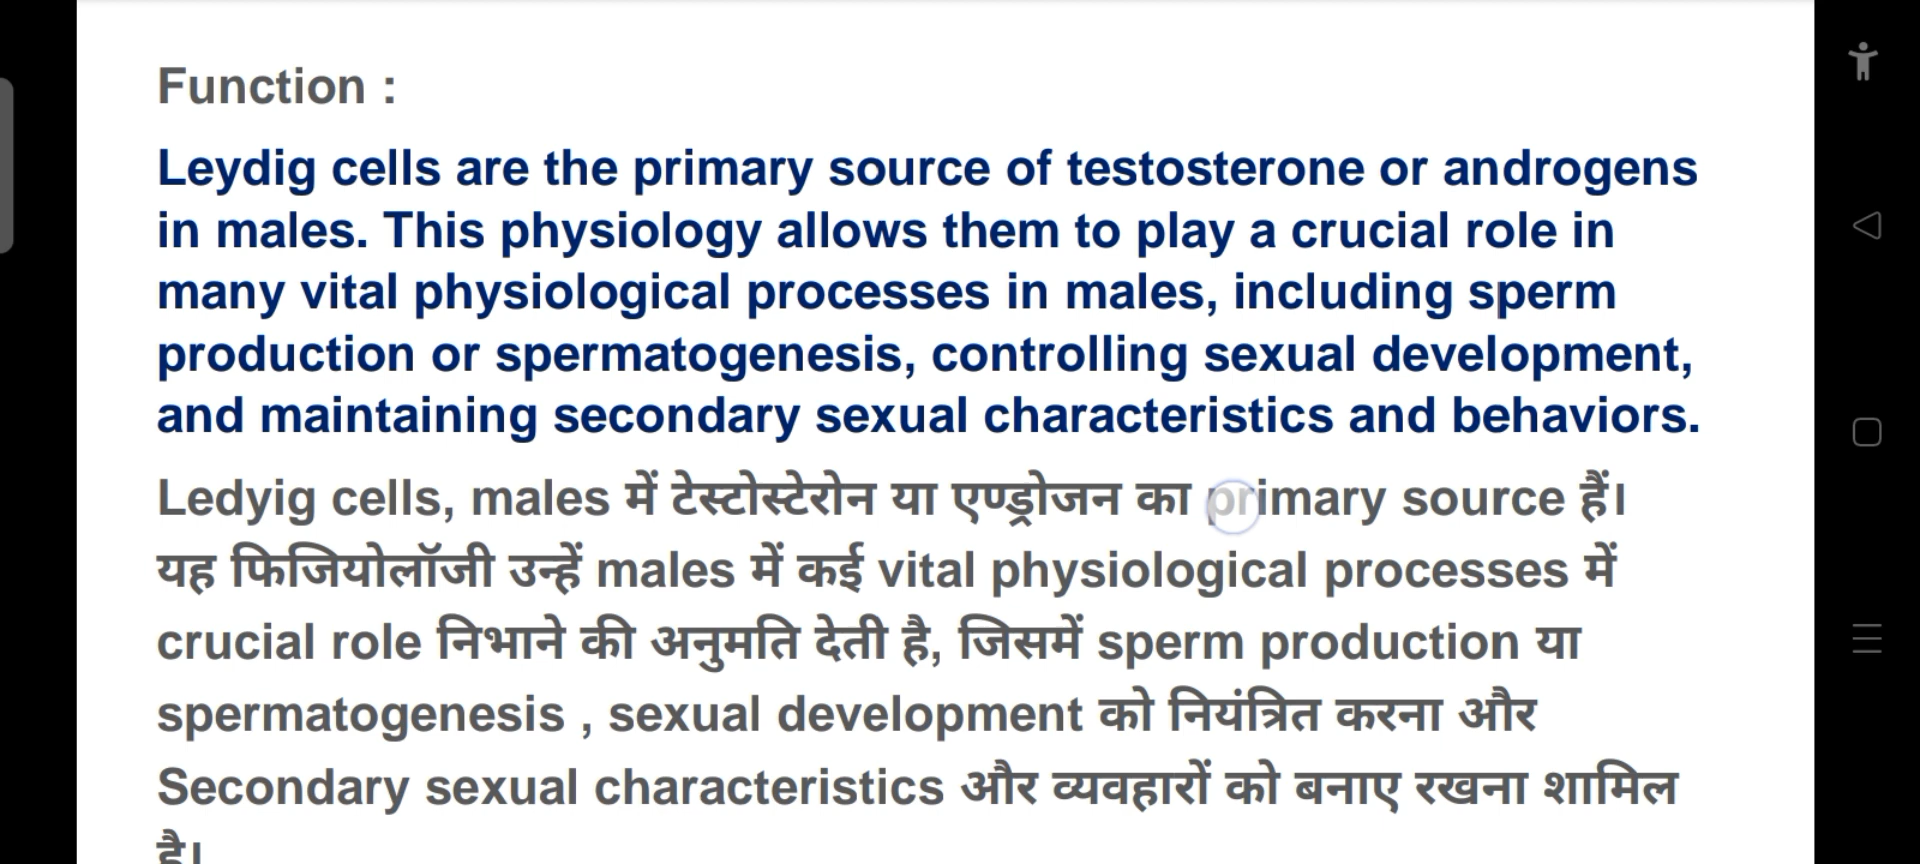 Function :
Leydig cells are the primary source of testosterone or androgens
in males. This physiology allows them to play a crucial role in
many vital physiological processes in males, including sperm
production or spermatogenesis, controlling sexual development,
and maintaining secondary sexual characteristics and behaviors.
Ledyig cells, males में टेस्टोस्टेरोन या एण्ड्रोजन का primary source हैं।
यह फिजियोलॉजी उन्हें males में कई vital physiological processes में
crucial role निभाने की अनुमति देती है, जिसमें sperm production या
spermatogenesis , sexual development को नियंत्रित करना और
Secondary sexual characteristics और व्यवहारों को बनाए रखना शामिल
है।